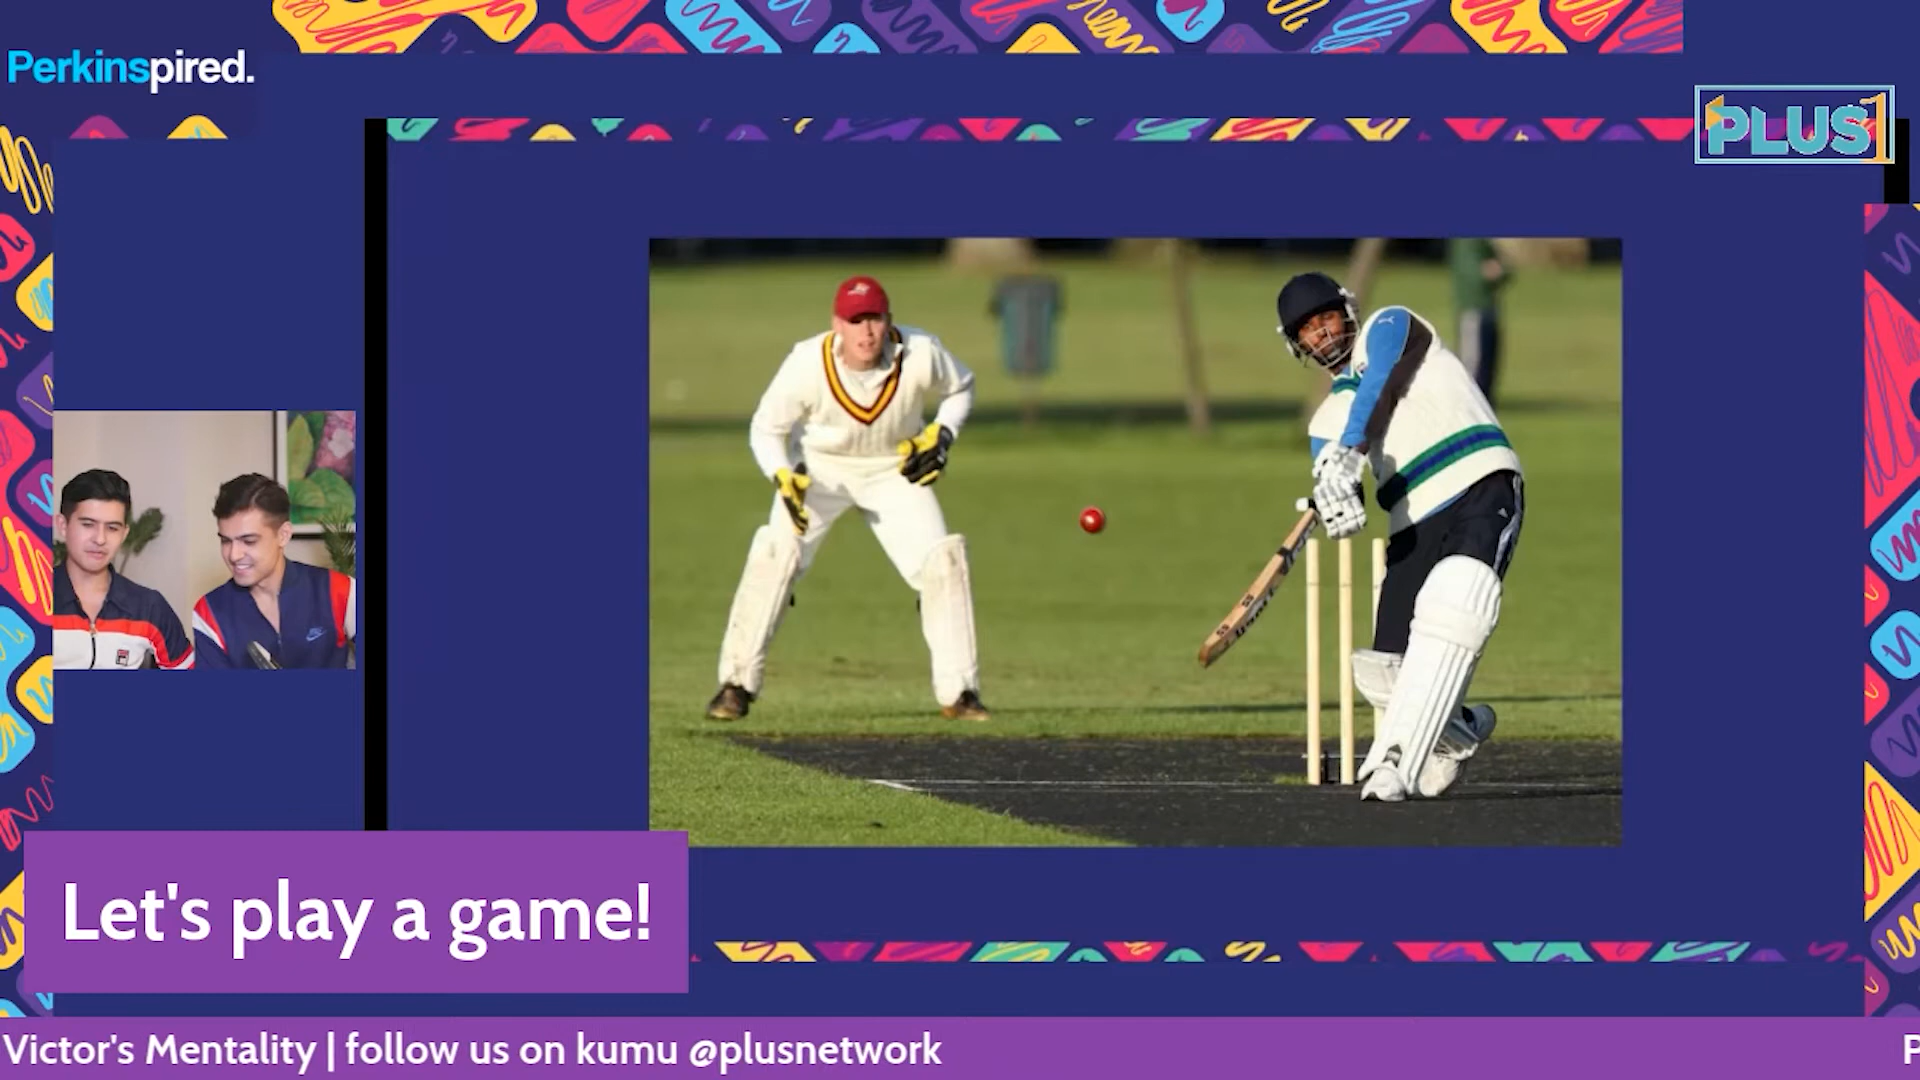 Perkinspired.
PLUS1
Let's play a game!
Victor's Mentality | follow us on kumu @plusnetwork
P